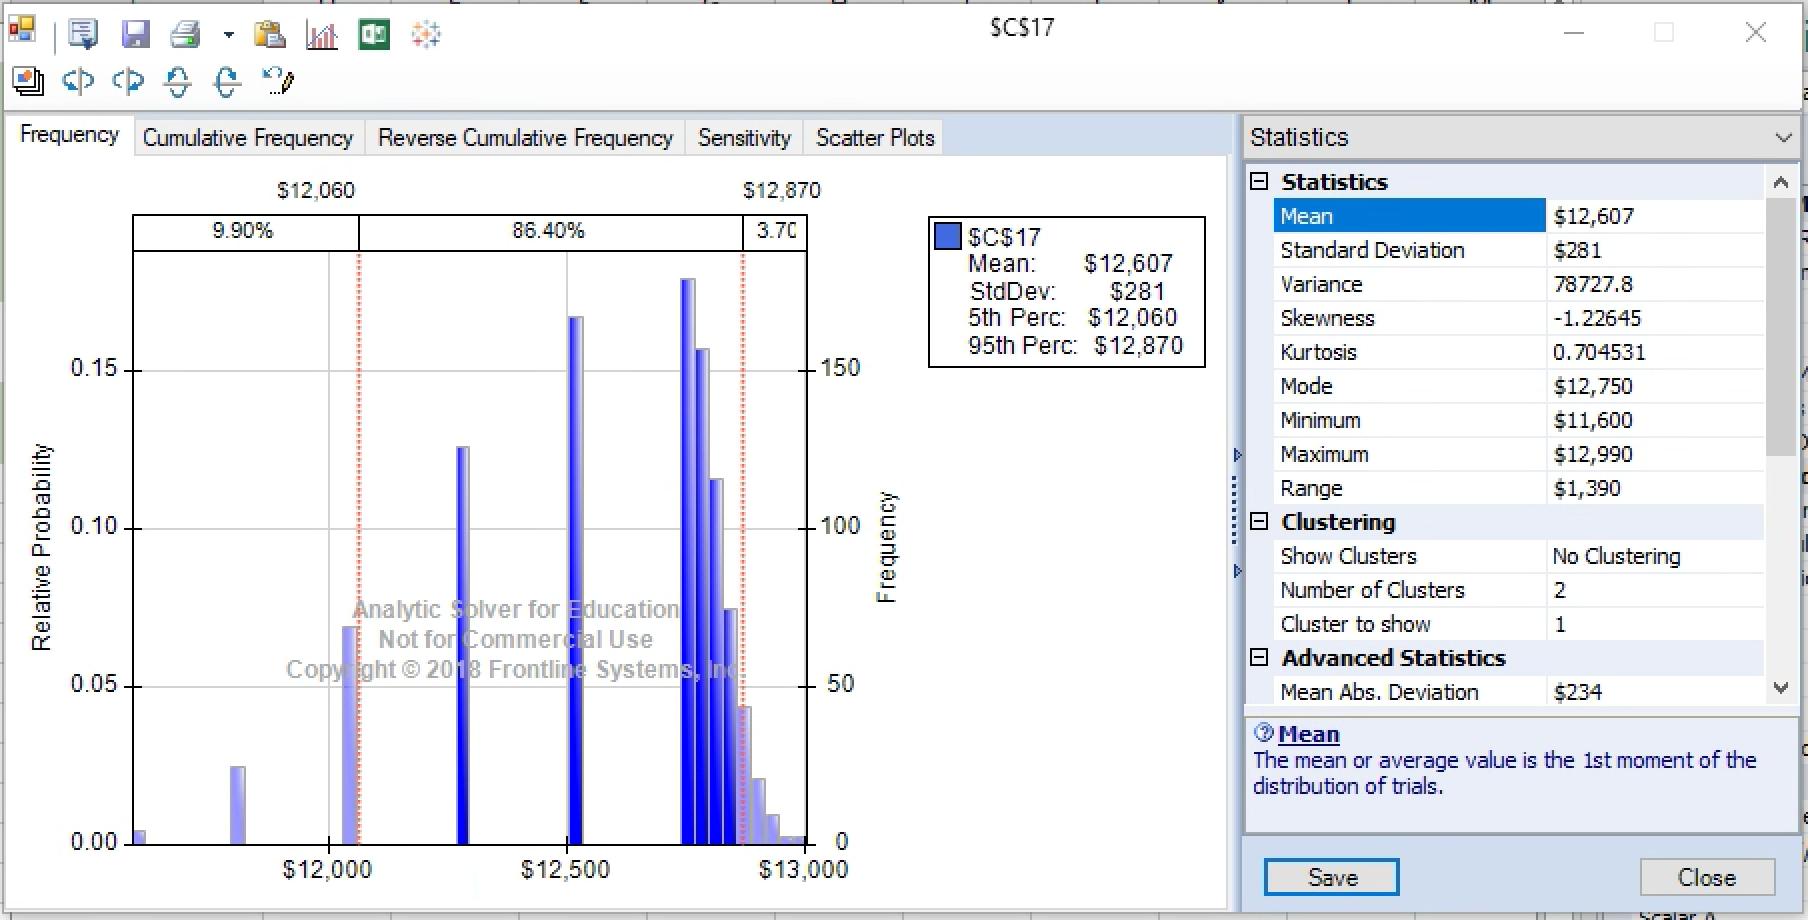 $C$17
Frequency
Cumulative Frequency
Reverse Cumulative Frequency
Sensitivity
Scatter Plots
$12,060
$12,870
9.90%
86.40%
3.70
0.15
0.10
0.05
0.00
Relative Probability
150
100
50
0
Frequency
$12,000
$12,500
$13,000
Analytic Solver for Education
Not for Commercial Use
Copyright © 2018 Frontline Systems, Inc
$C$17
Mean: $12,607
StdDev: $281
5th Perc: $12,060
95th Perc: $12,870
Statistics
Statistics
Mean $12,607
Standard Deviation $281
Variance 78727.8
Skewness -1.22645
Kurtosis 0.704531
Mode $12,750
Minimum $11,600
Maximum $12,990
Range $1,390
Clustering
Show Clusters No Clustering
Number of Clusters 2
Cluster to show 1
Advanced Statistics
Mean Abs. Deviation $234
Mean
The mean or average value is the 1st moment of the
distribution of trials.
Save
Close